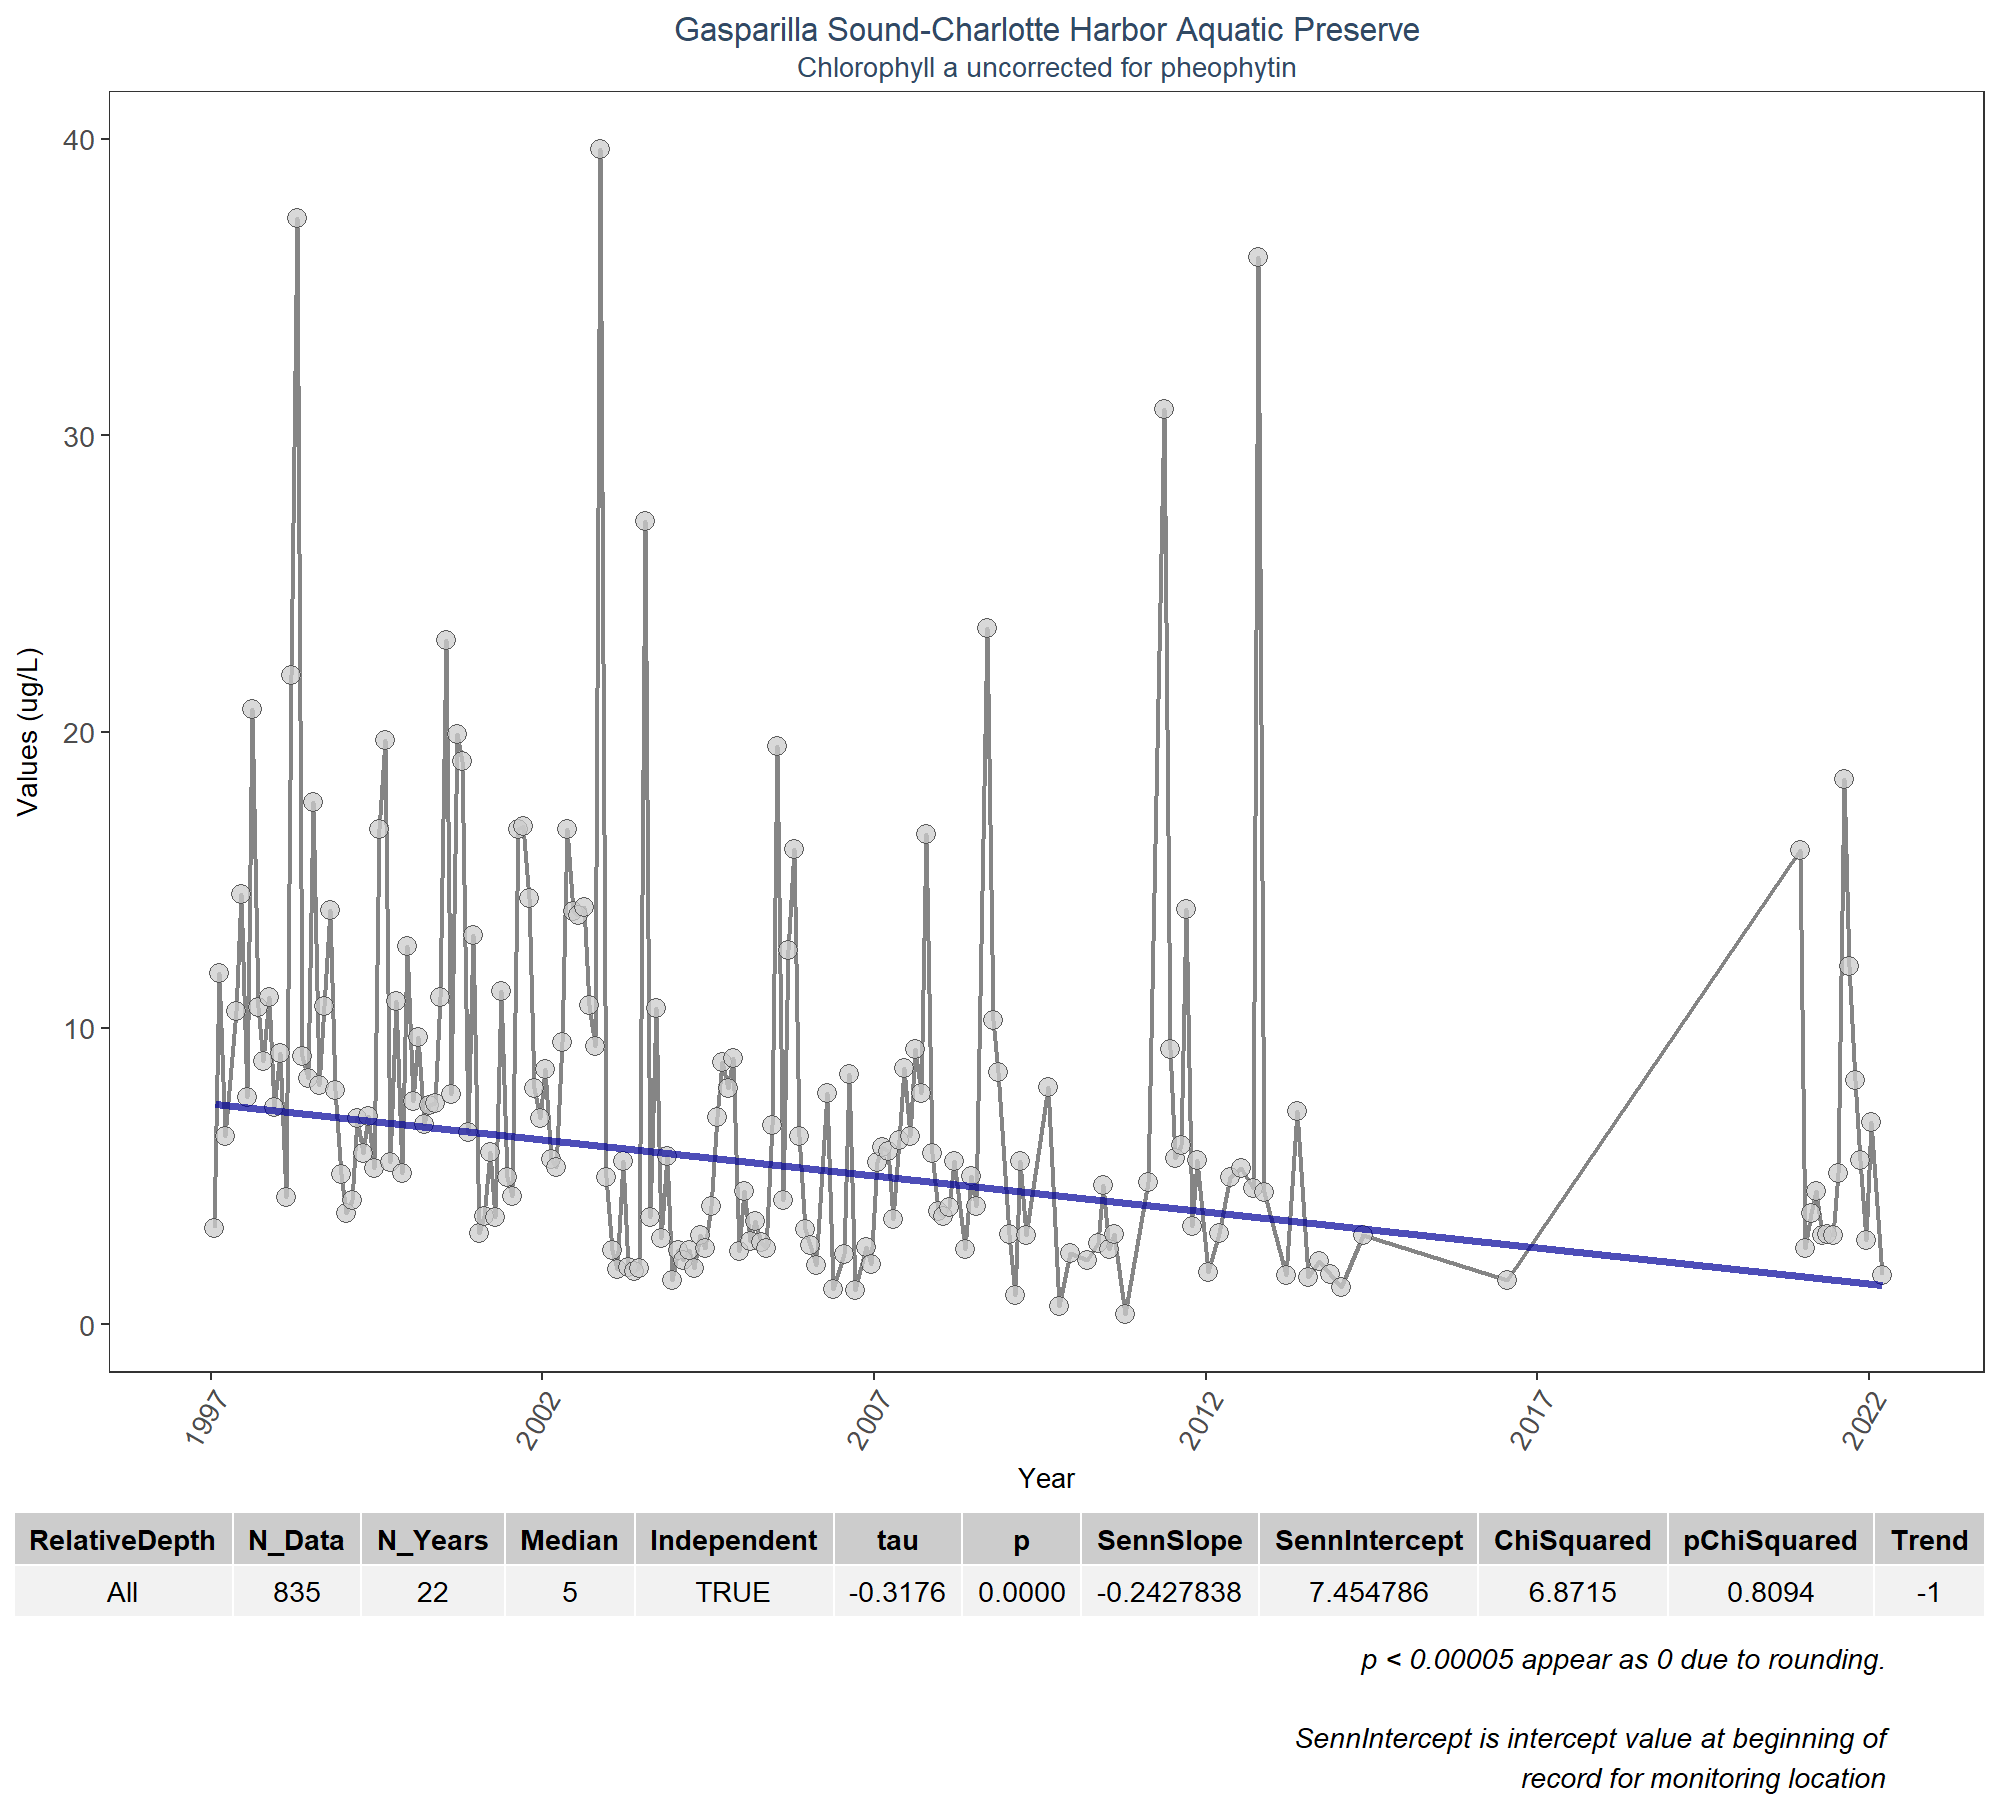 Gasparilla Sound-Charlotte Harbor Aquatic Preserve
Chlorophyll a uncorrected for pheophytin
Values (ug/L)
40
30
20
10
0
1997
2002
2007
2012
2017
2022
Year
RelativeDepth N_Data N_Years Median Independent tau p SennSlope SennIntercept ChiSquared pChiSquared Trend
All 835 22 5 TRUE -0.3176 0.0000 -0.2427838 7.454786 6.8715 0.8094 -1
p < 0.00005 appear as 0 due to rounding.
SennIntercept is intercept value at beginning of
record for monitoring location